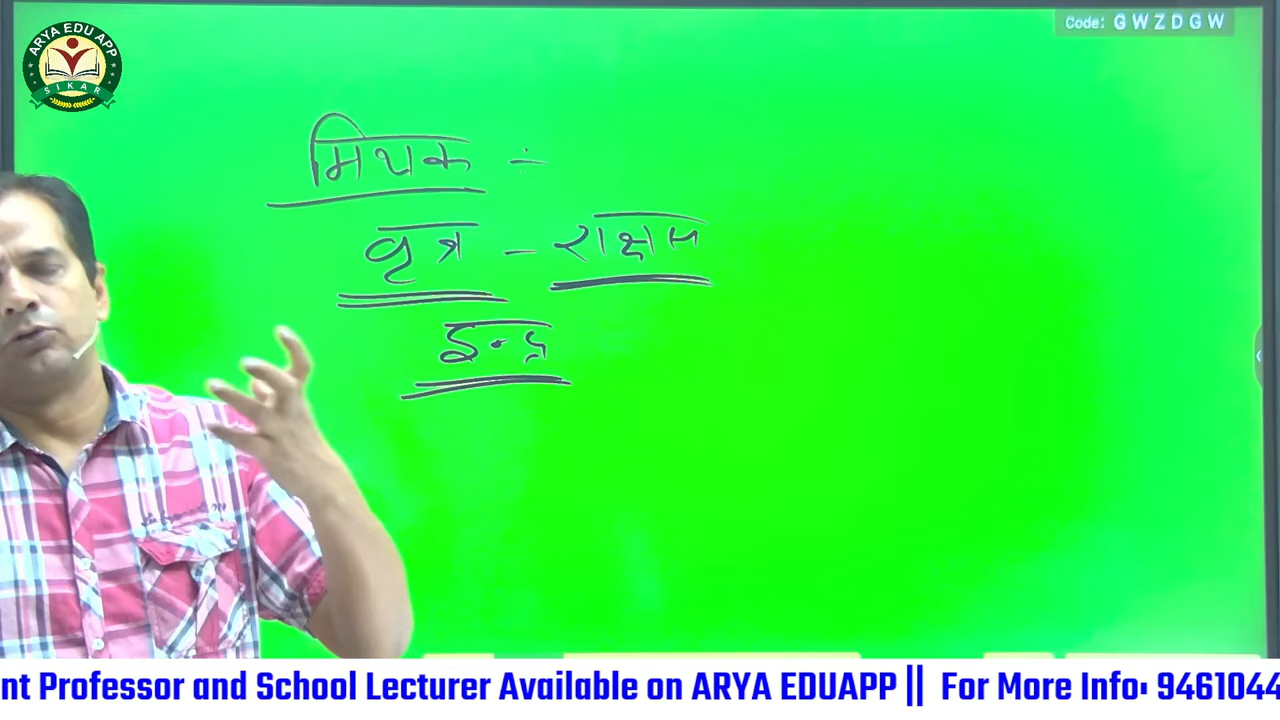 ARYA EDU APP
SIKAR
Code: GWZDGW
मिथक ÷
वृत्र - राक्षस
इन्द्र
nt Professor and School Lecturer Available on ARYA EDUAPP || For More Info: 9461044